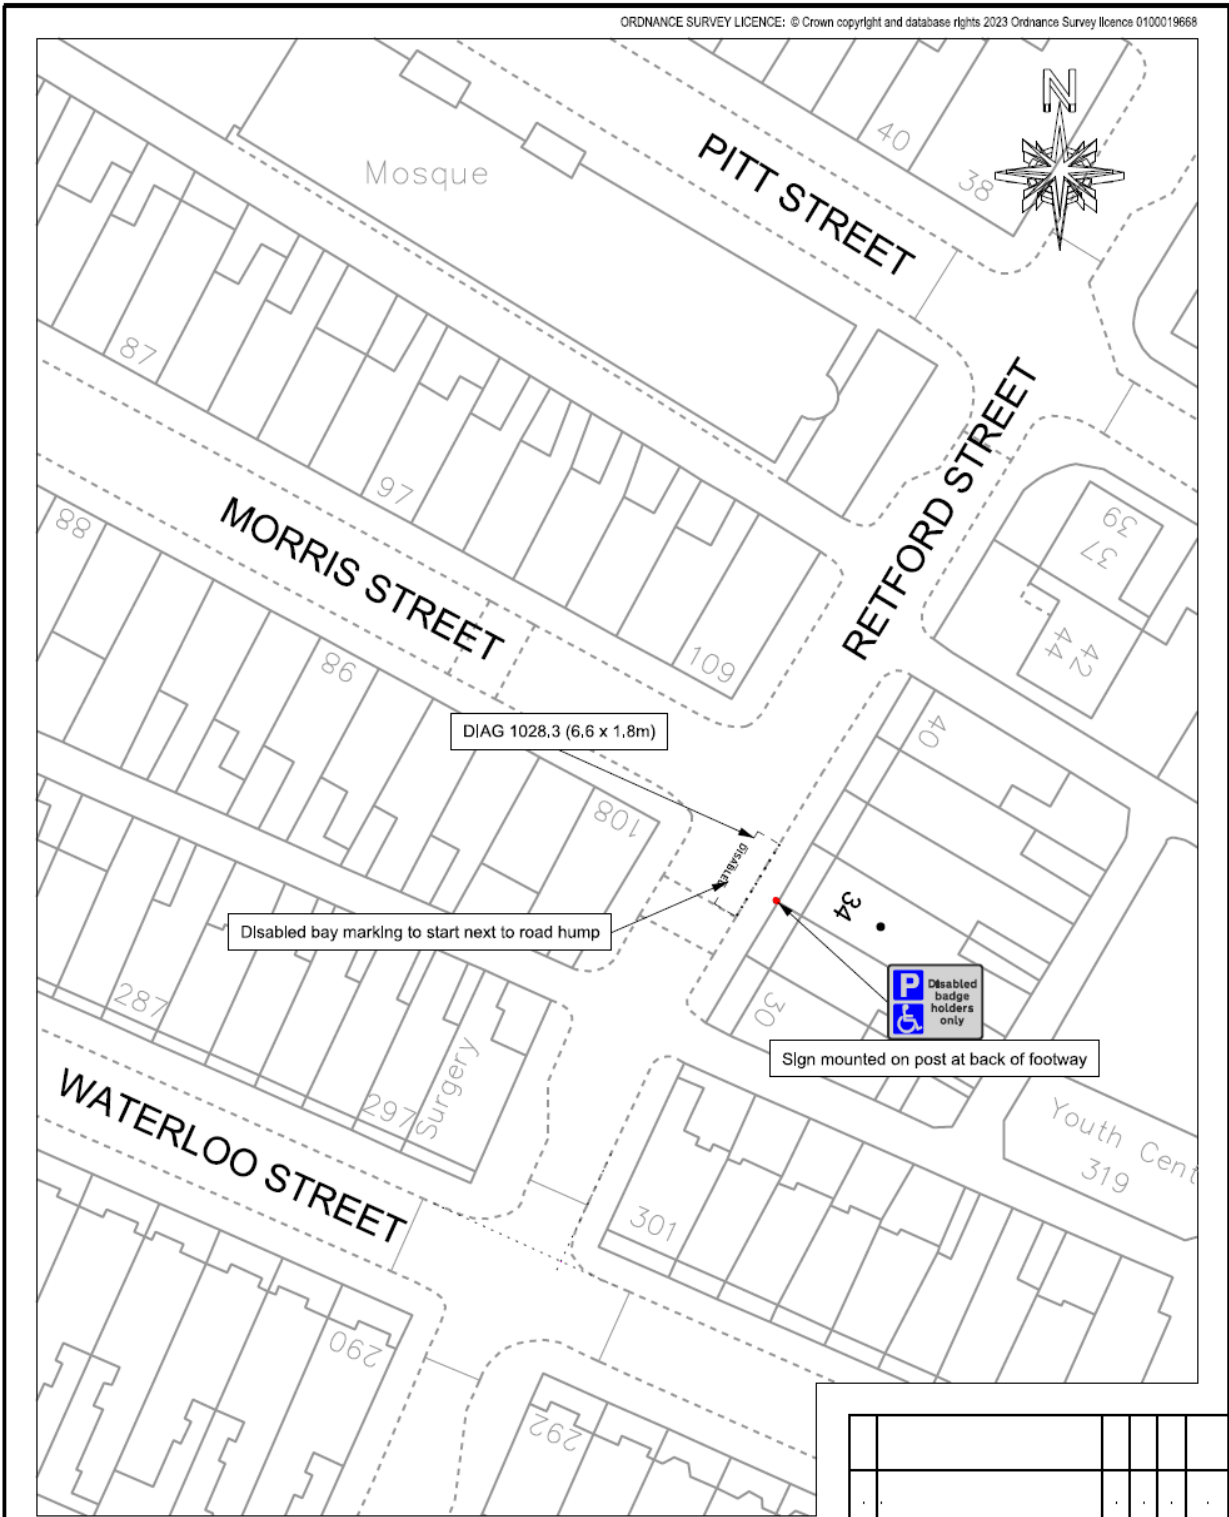 ORDNANCE SURVEY LICENCE: © Crown copyright and database rights 2023 Ordnance Survey licence 0100019668
N
40
38
PITT STREET
Mosque
87
97
RETFORD STREET
39
37
44
42
88
MORRIS STREET
98
109
40
DIAG 1028.3 (6.6 x 1.8m)
108
DISABLED
34
Disabled bay marking to start next to road hump
P
Disabled
badge
holders
only
30
Sign mounted on post at back of footway
287
297
Surgery
WATERLOO STREET
Youth Cent
319
301
290
292